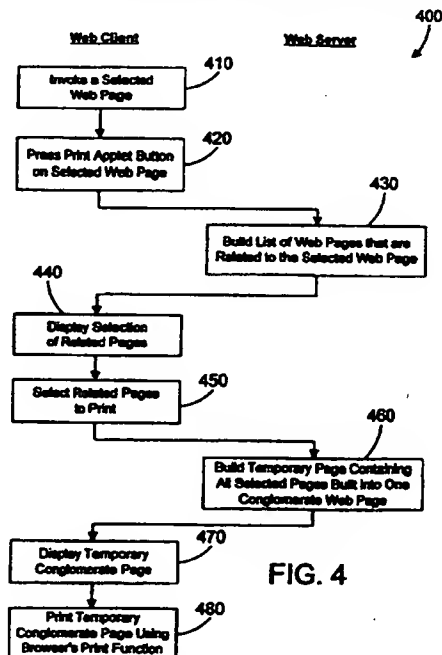 Web Client
Web Server
400
410
Invoke a Selected
Web Page
420
Press Print Applet Button
on Selected Web Page
430
Build List of Web Pages that are
Related to the Selected Web Page
440
Display Selection
of Related Pages
450
Select Related Pages
to Print
460
Build Temporary Page Containing
All Selected Pages Built into One
Conglomerate Web Page
470
Display Temporary
Conglomerate Page
FIG. 4
480
Print Temporary
Conglomerate Page Using
Browser's Print Function